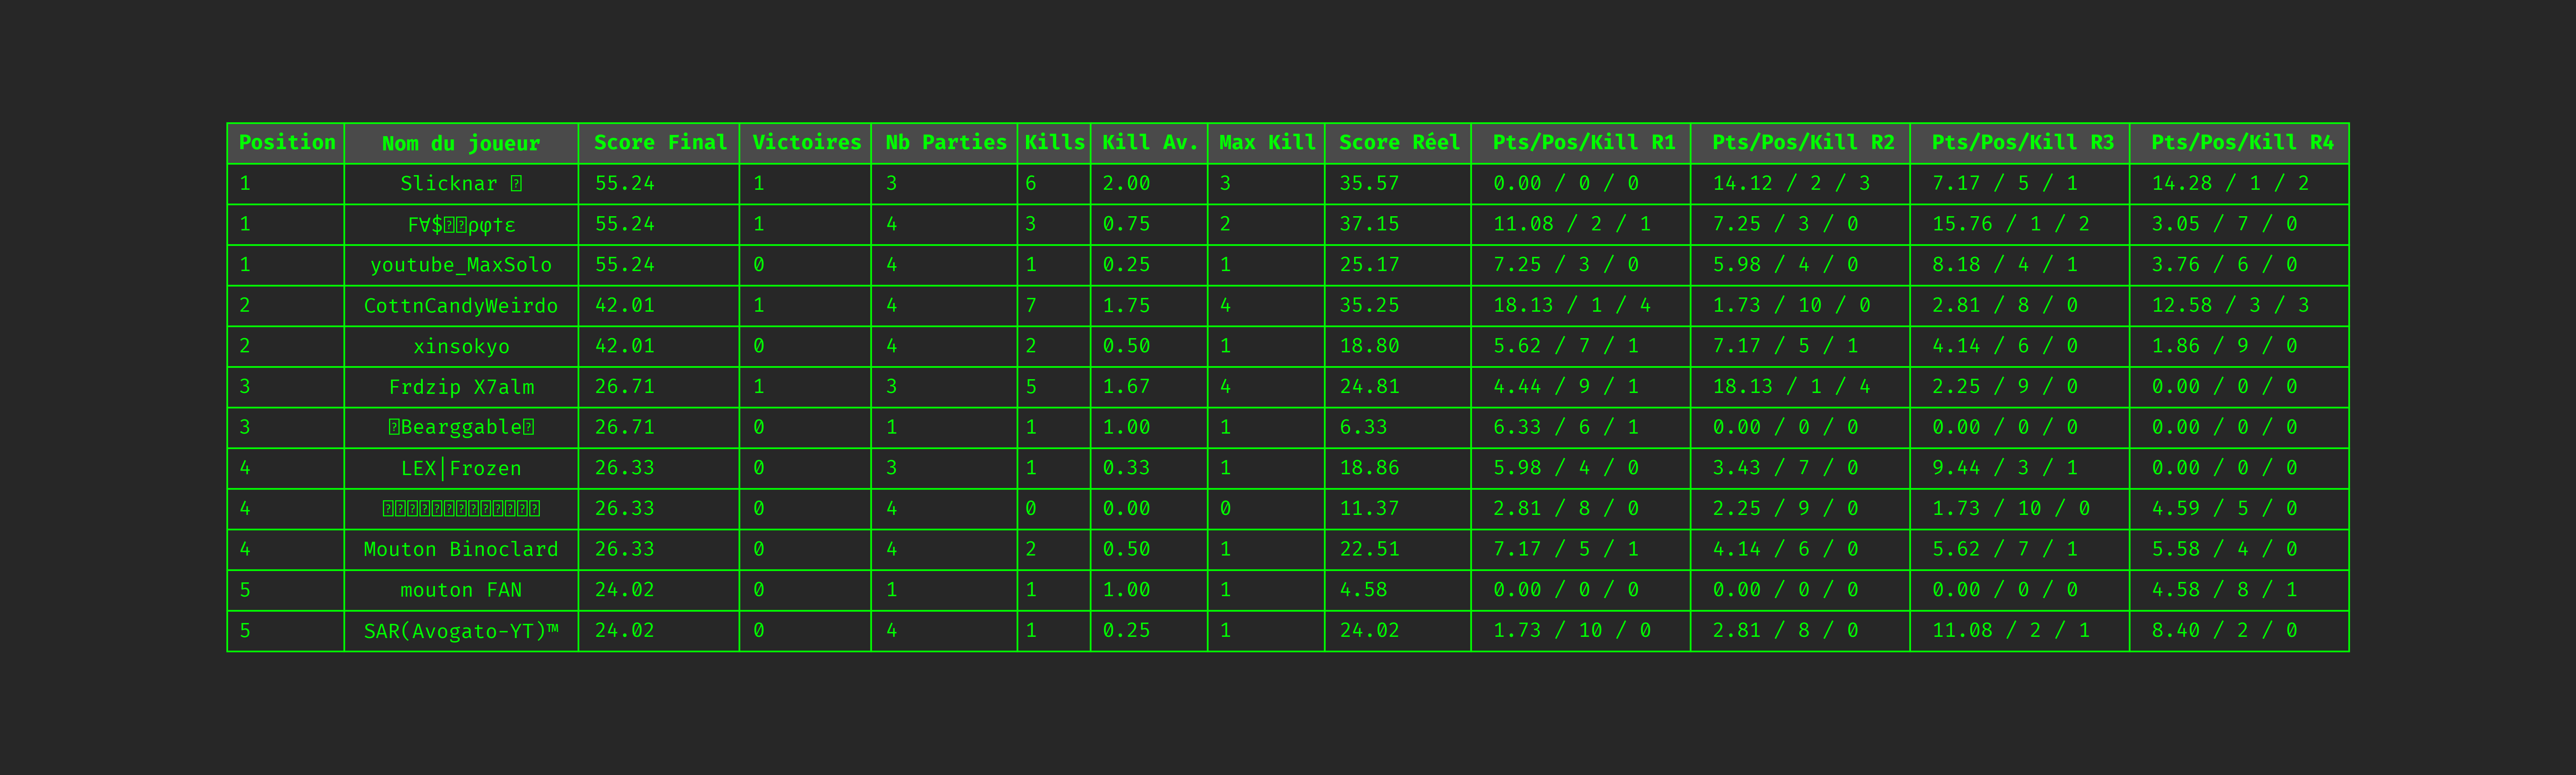 Position Nom du joueur Score Final Victoires Nb Parties Kills Kill Av. Max Kill Score Réel Pts/Pos/Kill R1 Pts/Pos/Kill R2 Pts/Pos/Kill R3 Pts/Pos/Kill R4
1 Slicknar 55.24 1 3 6 2.00 3 35.57 0.00 / 0 / 0 14.12 / 2 / 3 7.17 / 5 / 1 14.28 / 1 / 2
1 F∀$ρφ†ε 55.24 1 4 3 0.75 2 37.15 11.08 / 2 / 1 7.25 / 3 / 0 15.76 / 1 / 2 3.05 / 7 / 0
1 youtube_MaxSolo 55.24 0 4 1 0.25 1 25.17 7.25 / 3 / 0 5.98 / 4 / 0 8.18 / 4 / 1 3.76 / 6 / 0
2 CottnCandyWeirdo 42.01 1 4 7 1.75 4 35.25 18.13 / 1 / 4 1.73 / 10 / 0 2.81 / 8 / 0 12.58 / 3 / 3
2 xinsokyo 42.01 0 4 2 0.50 1 18.80 5.62 / 7 / 1 7.17 / 5 / 1 4.14 / 6 / 0 1.86 / 9 / 0
3 Frdzip X7alm 26.71 1 3 5 1.67 4 24.81 4.44 / 9 / 1 18.13 / 1 / 4 2.25 / 9 / 0 0.00 / 0 / 0
3 Bearggable 26.71 0 1 1 1.00 1 6.33 6.33 / 6 / 1 0.00 / 0 / 0 0.00 / 0 / 0 0.00 / 0 / 0
4 LEX|Frozen 26.33 0 3 1 0.33 1 18.86 5.98 / 4 / 0 3.43 / 7 / 0 9.44 / 3 / 1 0.00 / 0 / 0
4 26.33 0 4 0 0.00 0 11.37 2.81 / 8 / 0 2.25 / 9 / 0 1.73 / 10 / 0 4.59 / 5 / 0
4 Mouton Binoclard 26.33 0 4 2 0.50 1 22.51 7.17 / 5 / 1 4.14 / 6 / 0 5.62 / 7 / 1 5.58 / 4 / 0
5 mouton FAN 24.02 0 1 1 1.00 1 4.58 0.00 / 0 / 0 0.00 / 0 / 0 0.00 / 0 / 0 4.58 / 8 / 1
5 SAR(Avogato-YT)™ 24.02 0 4 1 0.25 1 24.02 1.73 / 10 / 0 2.81 / 8 / 0 11.08 / 2 / 1 8.40 / 2 / 0